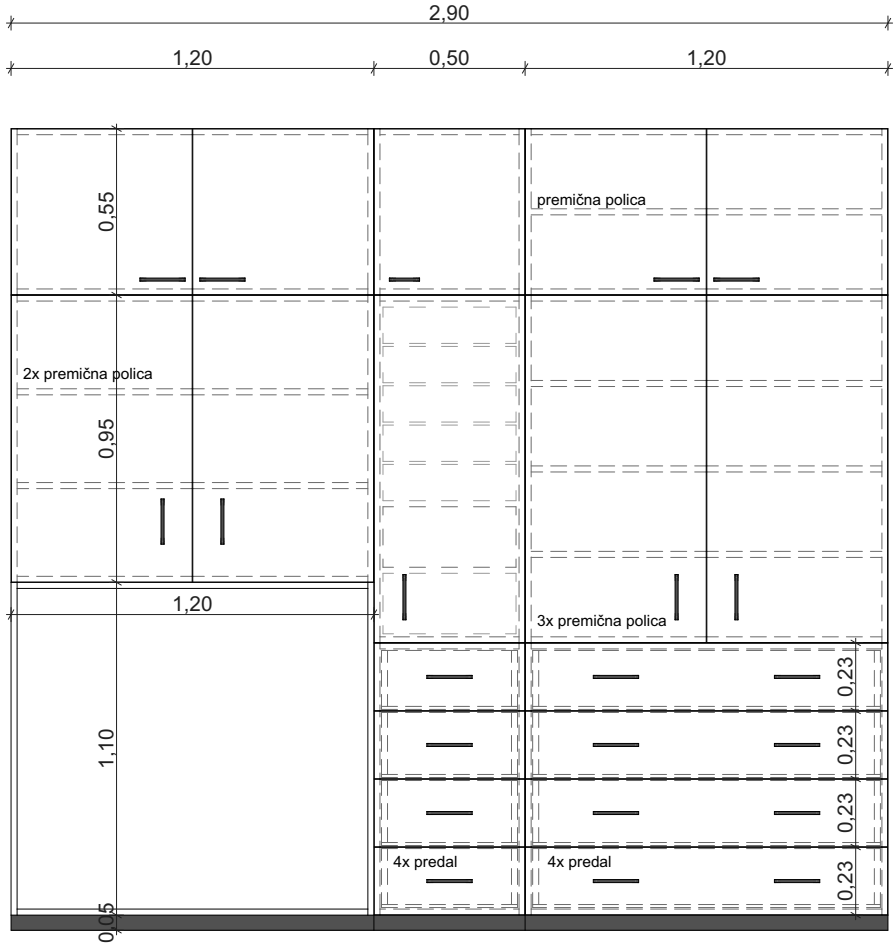 2,90
1,20
0,50
1,20
0,55
premična polica
2x premična polica
0,95
1,20
3x premična polica
0,23
0,23
1,10
0,23
4x predal
4x predal
0,23
0,05